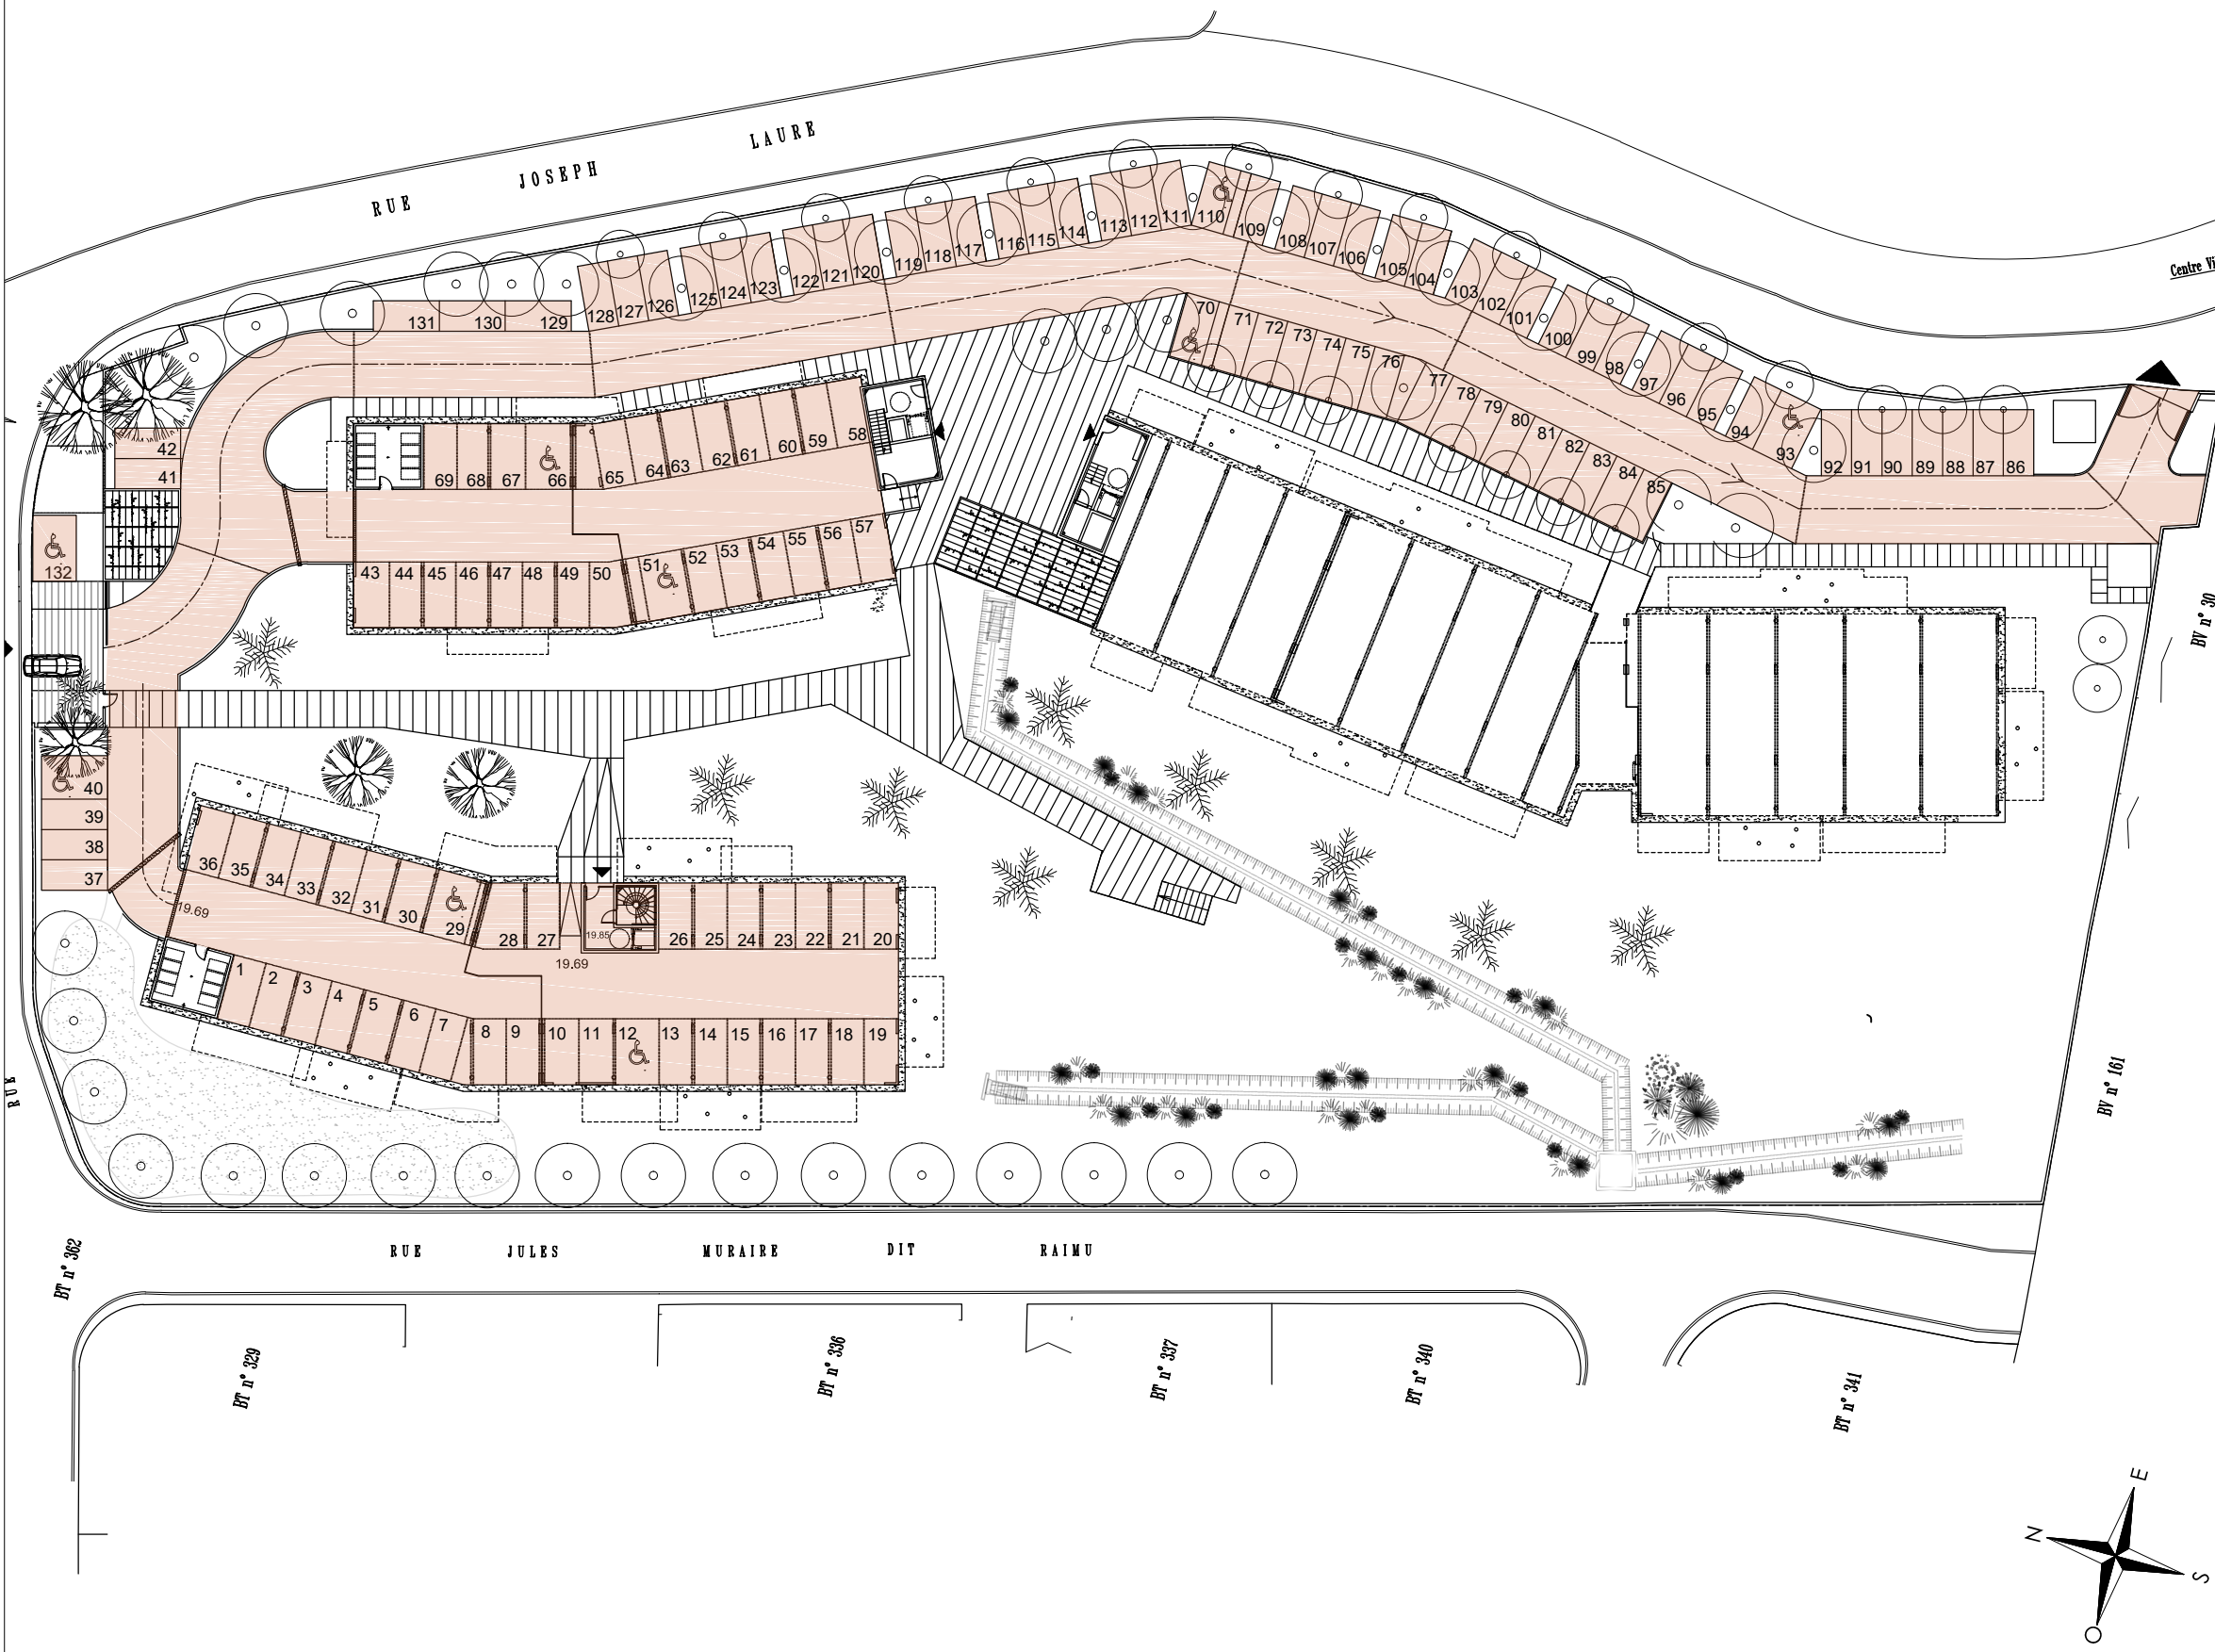 RUE JOSEPH LAURE
Centre Vi
131 130 129 128 127 126 125 124 123 122 121 120 119 118 117 116 115 114 113 112 111 110 109 108 107 106 105 104 103 102 101 100 99 98 97 96 95 94 93 92 91 90 89 88 87 86
70 71 72 73 74 75 76 77 78 79 80 81 82 83 84 85
42
41
132
69 68 67 66 65 64 63 62 61 60 59 58
43 44 45 46 47 48 49 50 51 52 53 54 55 56 57
BV n° 30
40
39
38
37
36 35 34 33 32 31 30 29 28 27 26 25 24 23 22 21 20
19.69
19.85
19.69
1 2 3 4 5 6 7 8 9 10 11 12 13 14 15 16 17 18 19
RUE
BV n° 161
RUE JULES MURAIRE DIT RAIMU
BT n° 362
BT n° 329
BT n° 336
BT n° 337
BT n° 340
BT n° 341
E
N
S
O